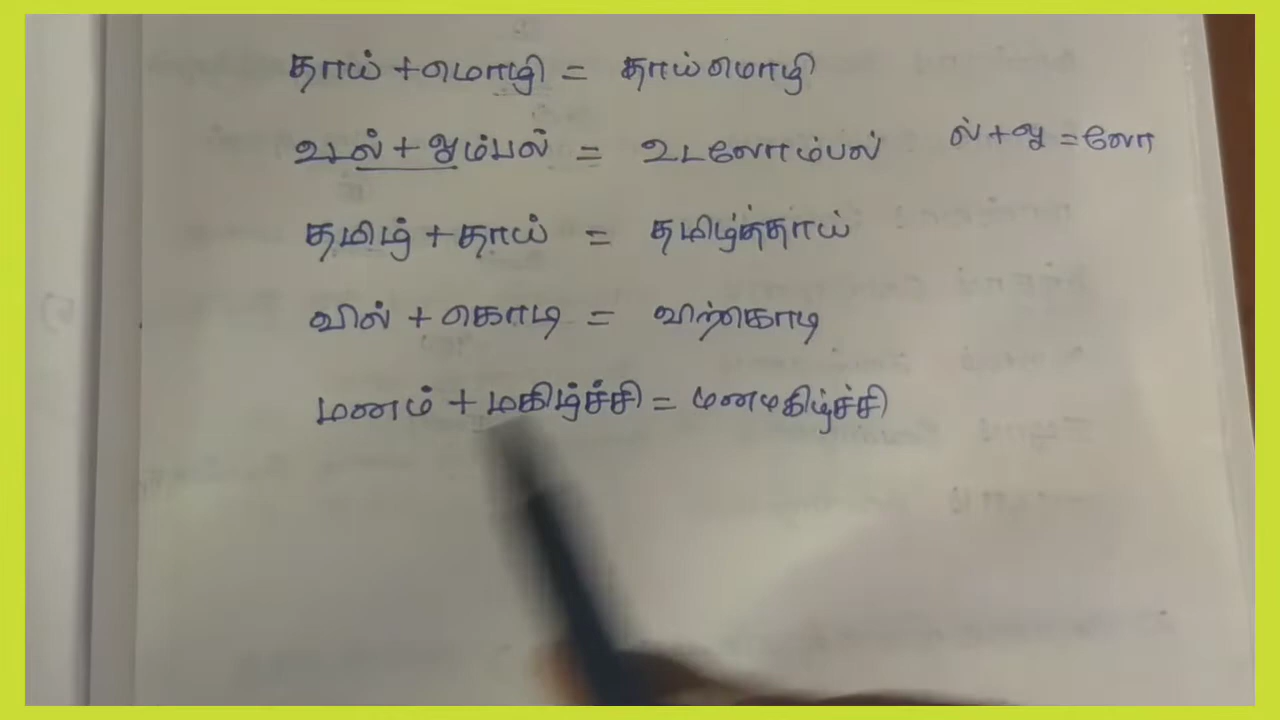 தாய் + மொழி = தாய்மொழி
உடல் + ஓம்பல் = உடலோம்பல் ல் + ஓ = லோ
தமிழ் + தாய் = தமிழ்த்தாய்
வில் + கொடி = விற்கொடி
மனம் + மகிழ்ச்சி = மனமகிழ்ச்சி